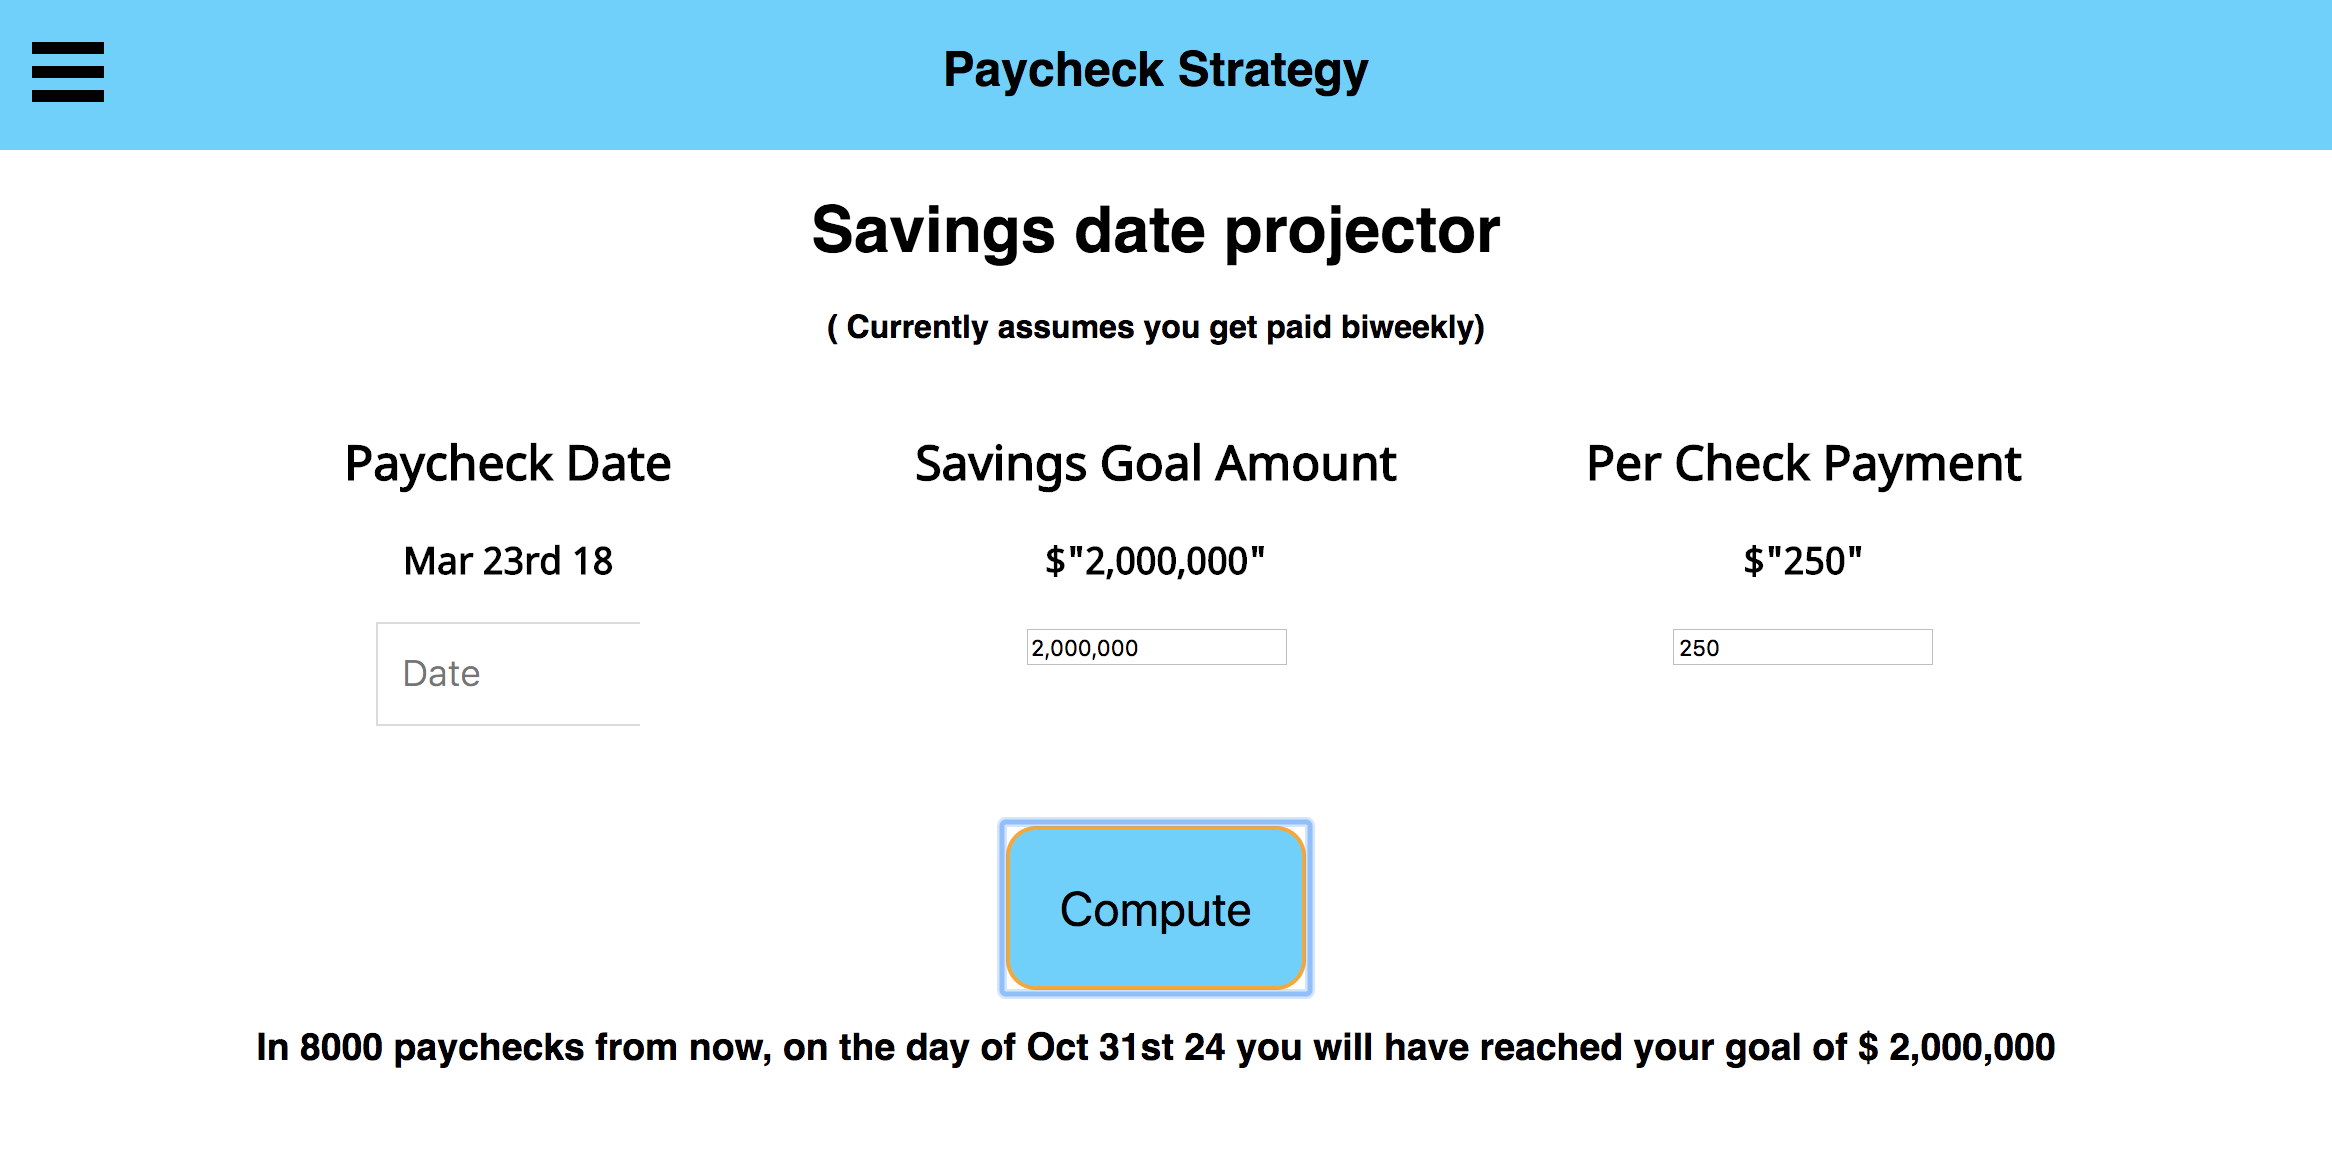 Paycheck Strategy
Savings date projector
( Currently assumes you get paid biweekly)
Paycheck Date
Savings Goal Amount
Per Check Payment
Mar 23rd 18
$"2,000,000"
$"250"
Date
2,000,000
250
Compute
In 8000 paychecks from now, on the day of Oct 31st 24 you will have reached your goal of $ 2,000,000